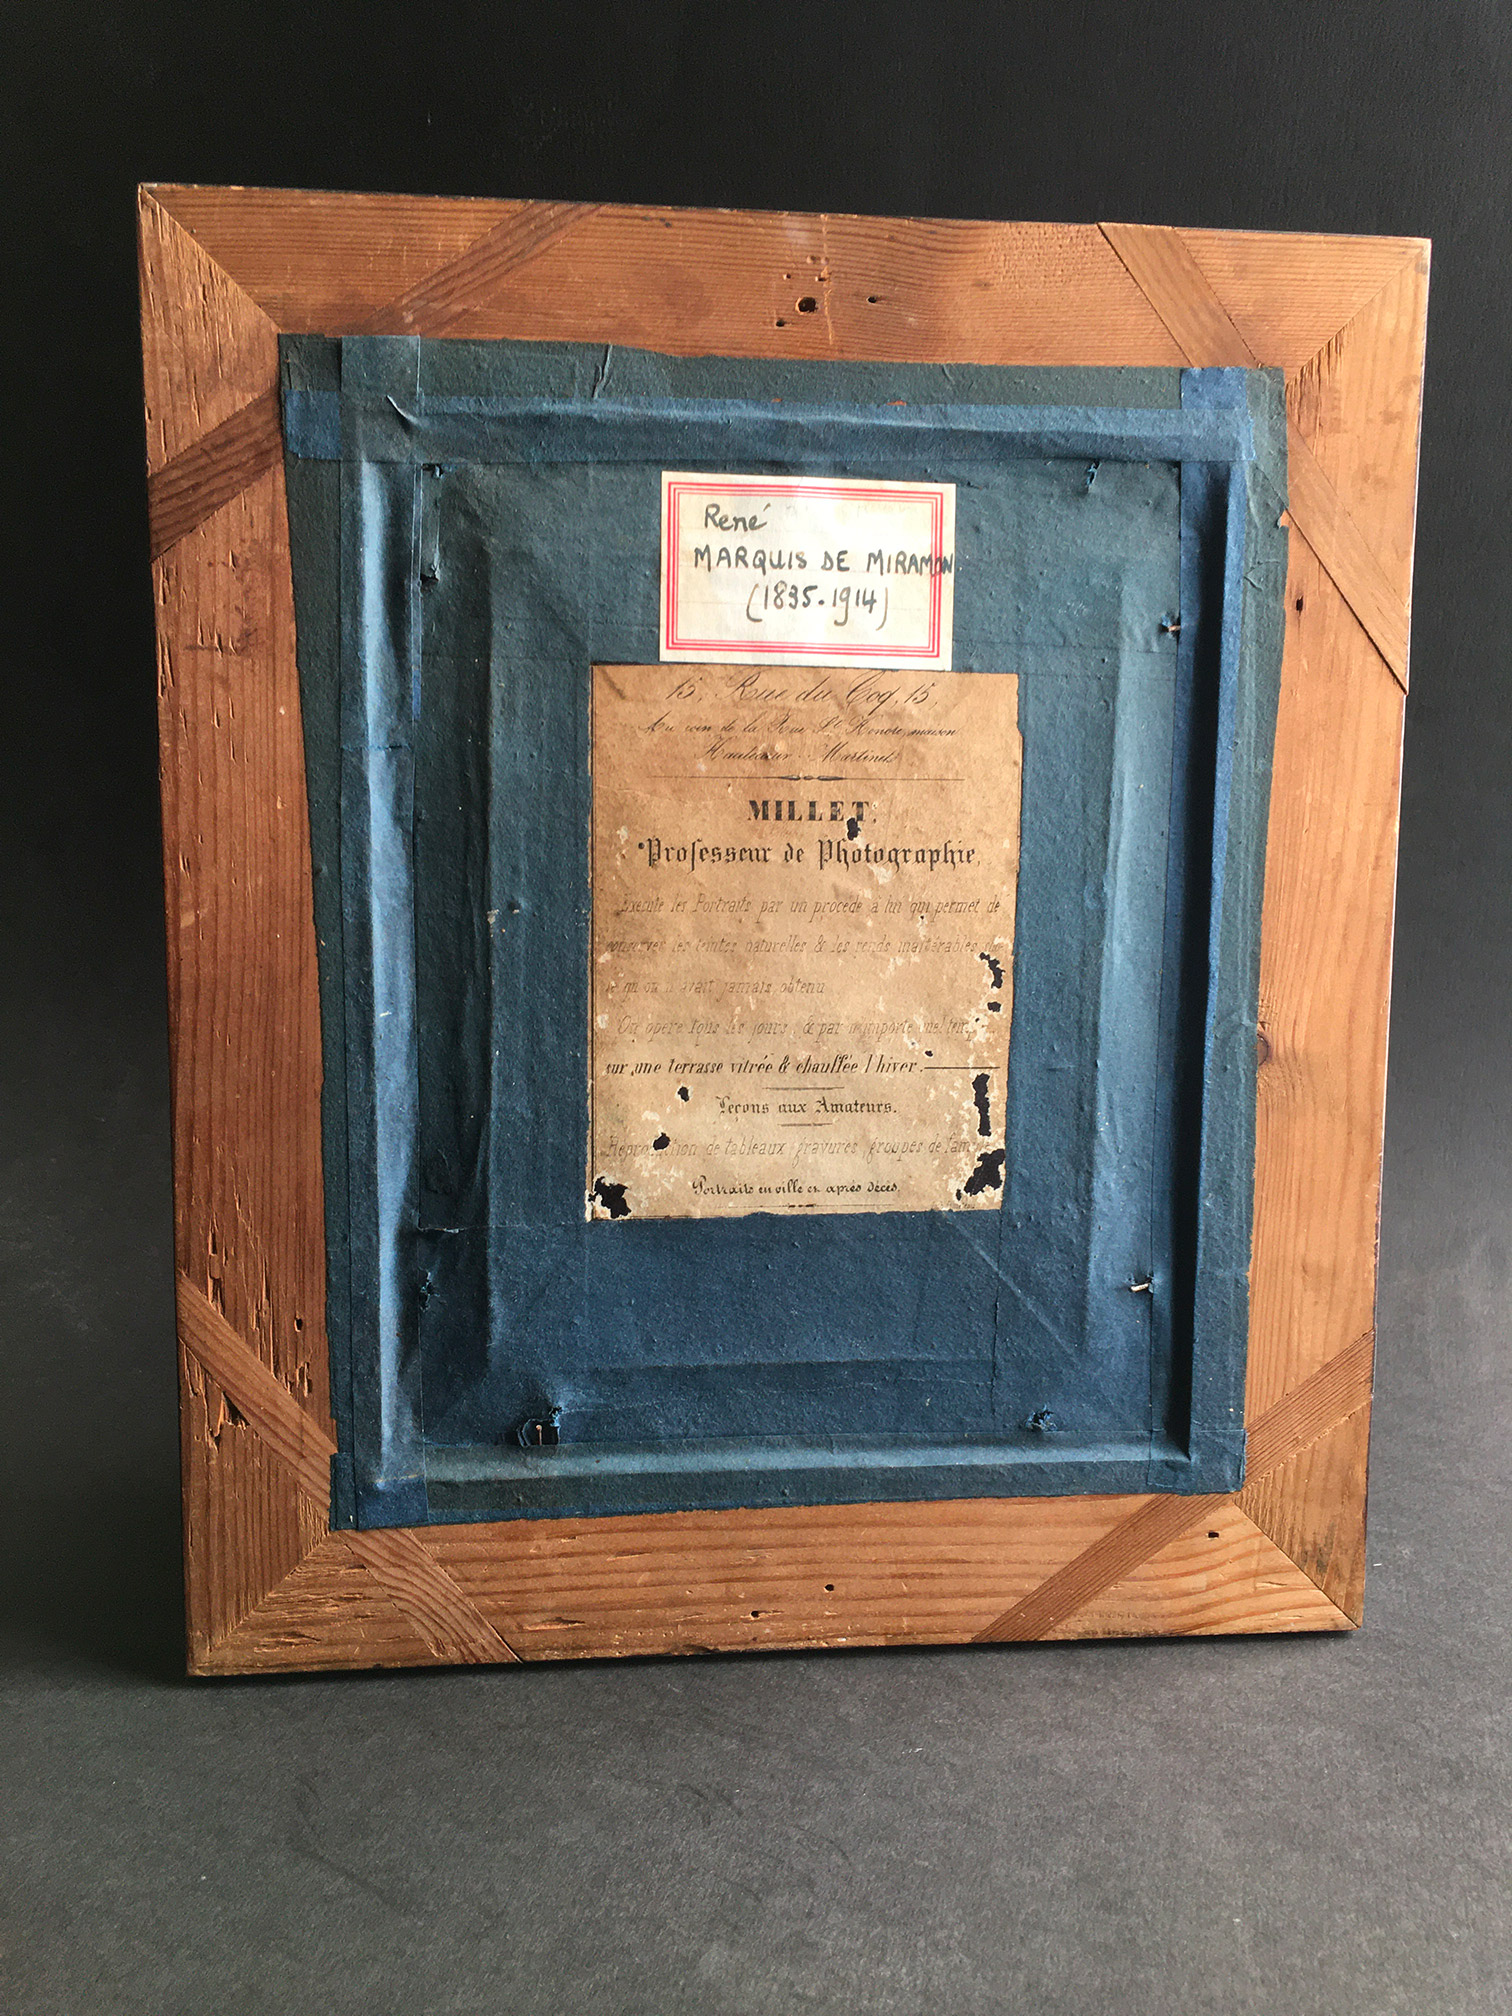 René
MARQUIS DE MIRAMON
(1835-1914)
15, Rue du Coq, 15,
Au coin de la Rue St Honoré, maison
Hautecœur-Martinet
MILLET,
Professeur de Photographie,
Exécute les Portraits par un procédé à lui qui permet de
conserver les teintes naturelles & les rends inaltérables,
qu'on n'avait jamais obtenu
On opère tous les jours, & par n'importe quel
sur une terrasse vitrée & chauffée l'hiver.
Leçons aux Amateurs.
Reproduction de tableaux, gravures, groupes de
Portraits en ville et après décès.